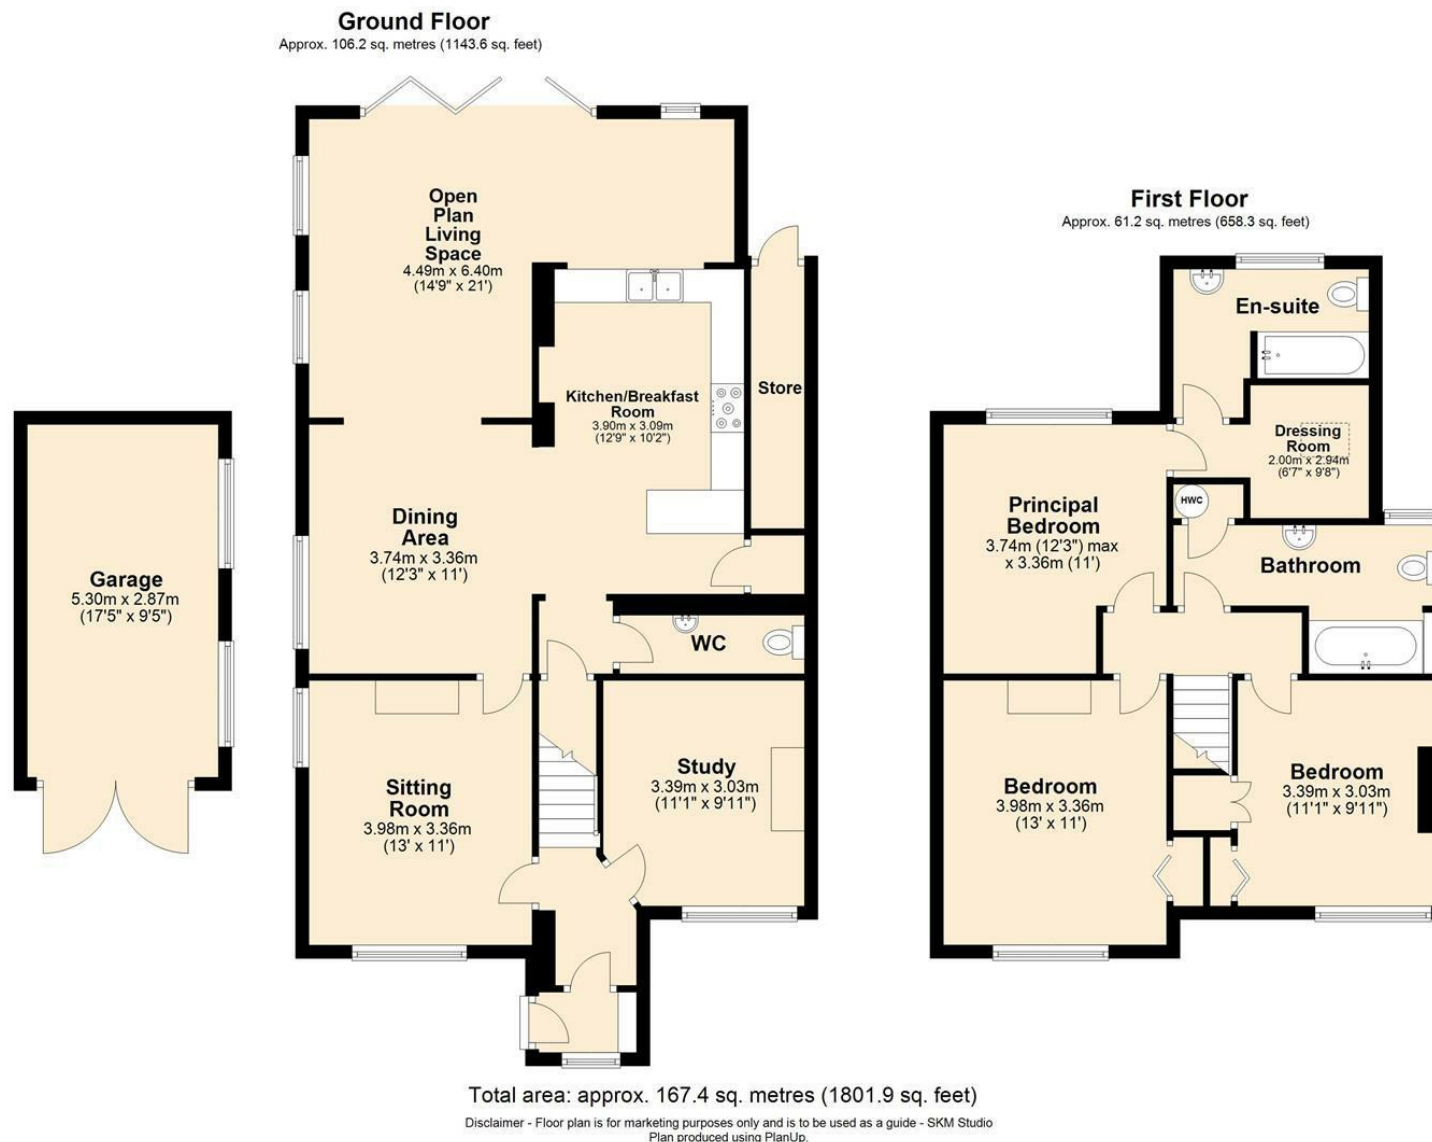 Ground Floor
Approx. 106.2 sq. metres (1143.6 sq. feet)
Open
Plan
Living
Space
4.49m x 6.40m
(14'9" x 21')
Kitchen/Breakfast
Room
3.90m x 3.09m
(12'9" x 10'2")
Store
Dining
Area
3.74m x 3.36m
(12'3" x 11')
Garage
5.30m x 2.87m
(17'5" x 9'5")
WC
Sitting
Room
3.98m x 3.36m
(13' x 11')
Study
3.39m x 3.03m
(11'1" x 9'11")
First Floor
Approx. 61.2 sq. metres (658.3 sq. feet)
En-suite
Dressing
Room
2.00m x 2.94m
(6'7" x 9'8")
Principal
Bedroom
3.74m (12'3") max
x 3.36m (11')
HWC
Bathroom
Bedroom
3.98m x 3.36m
(13' x 11')
Bedroom
3.39m x 3.03m
(11'1" x 9'11")
Total area: approx. 167.4 sq. metres (1801.9 sq. feet)
Disclaimer - Floor plan is for marketing purposes only and is to be used as a guide - SKM Studio
Plan produced using PlanUp.